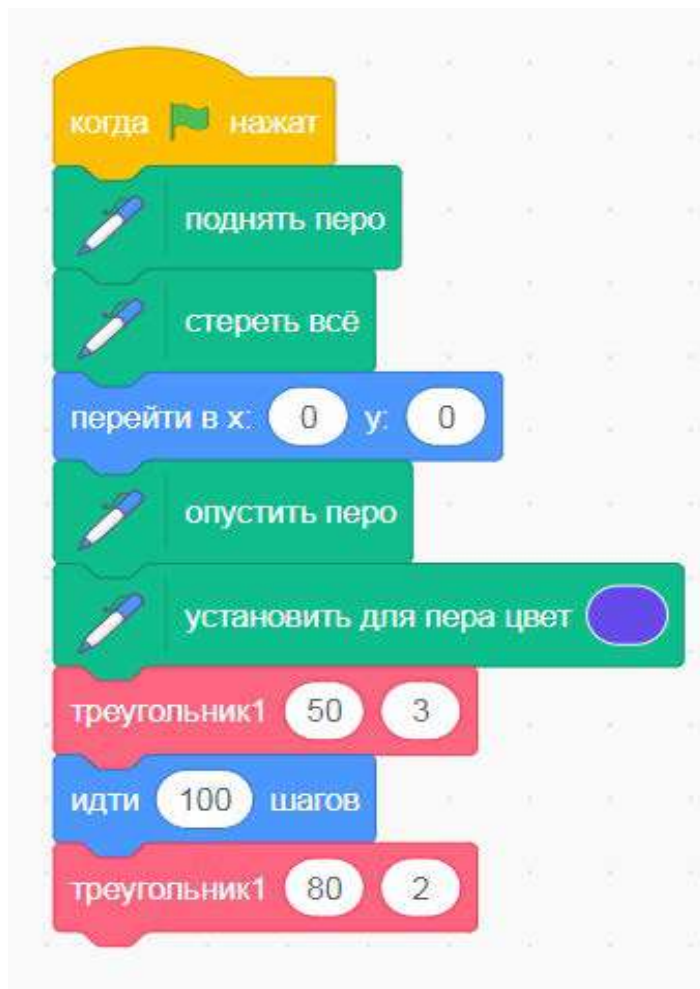 когда нажат
поднять перо
стереть всё
перейти в x: 0 y: 0
опустить перо
установить для пера цвет
треугольник1 50 3
идти 100 шагов
треугольник1 80 2